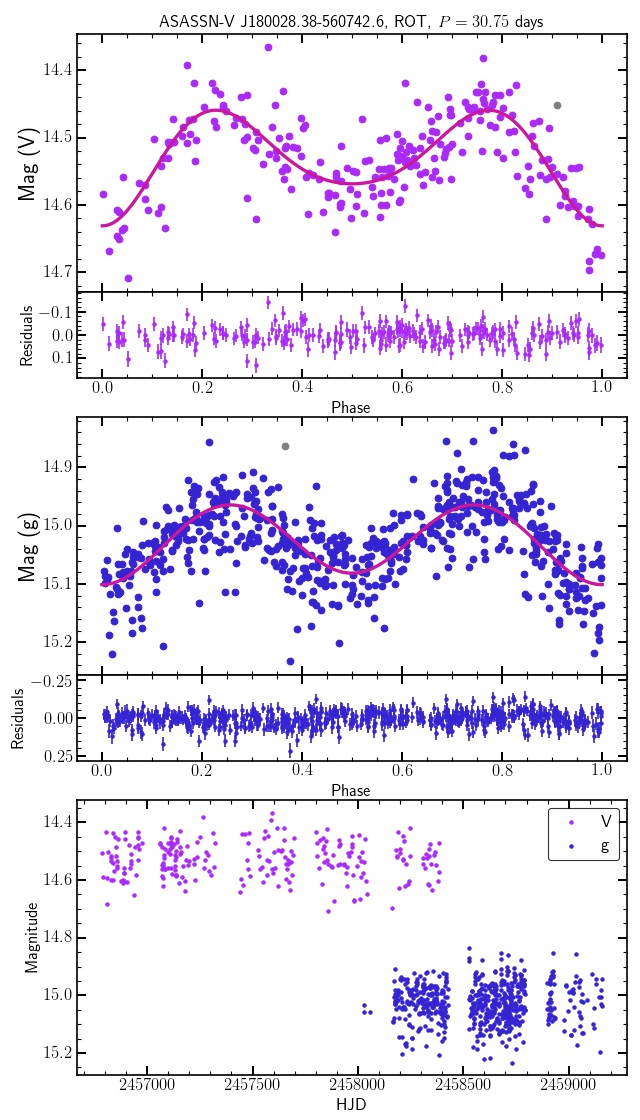 ASASSN-V J180028.38-560742.6, ROT, P = 30.75 days
14.4
14.5
14.6
14.7
Mag (V)
−0.1
0.0
0.1
Residuals
0.0 0.2 0.4 0.6 0.8 1.0
Phase
14.9
15.0
15.1
15.2
Mag (g)
−0.25
0.00
0.25
Residuals
0.0 0.2 0.4 0.6 0.8 1.0
Phase
14.4
14.6
14.8
15.0
15.2
Magnitude
V
g
2457000 2457500 2458000 2458500 2459000
HJD